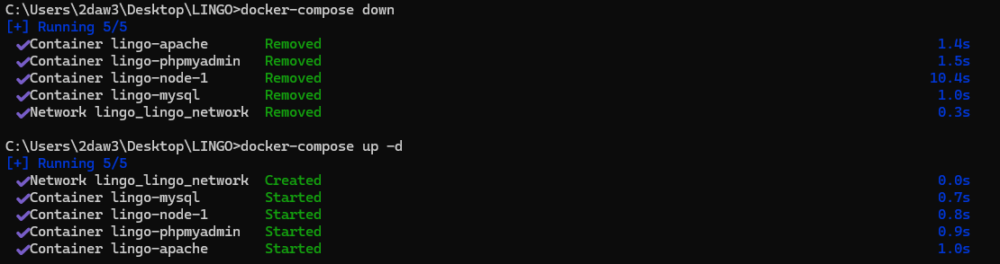 C:\Users\2daw3\Desktop\LINGO>docker-compose down
[+] Running 5/5
✔Container lingo-apache Removed 1.4s
✔Container lingo-phpmyadmin Removed 1.5s
✔Container lingo-node-1 Removed 10.4s
✔Container lingo-mysql Removed 1.0s
✔Network lingo_lingo_network Removed 0.3s
C:\Users\2daw3\Desktop\LINGO>docker-compose up -d
[+] Running 5/5
✔Network lingo_lingo_network Created 0.0s
✔Container lingo-mysql Started 0.7s
✔Container lingo-node-1 Started 0.8s
✔Container lingo-phpmyadmin Started 0.9s
✔Container lingo-apache Started 1.0s